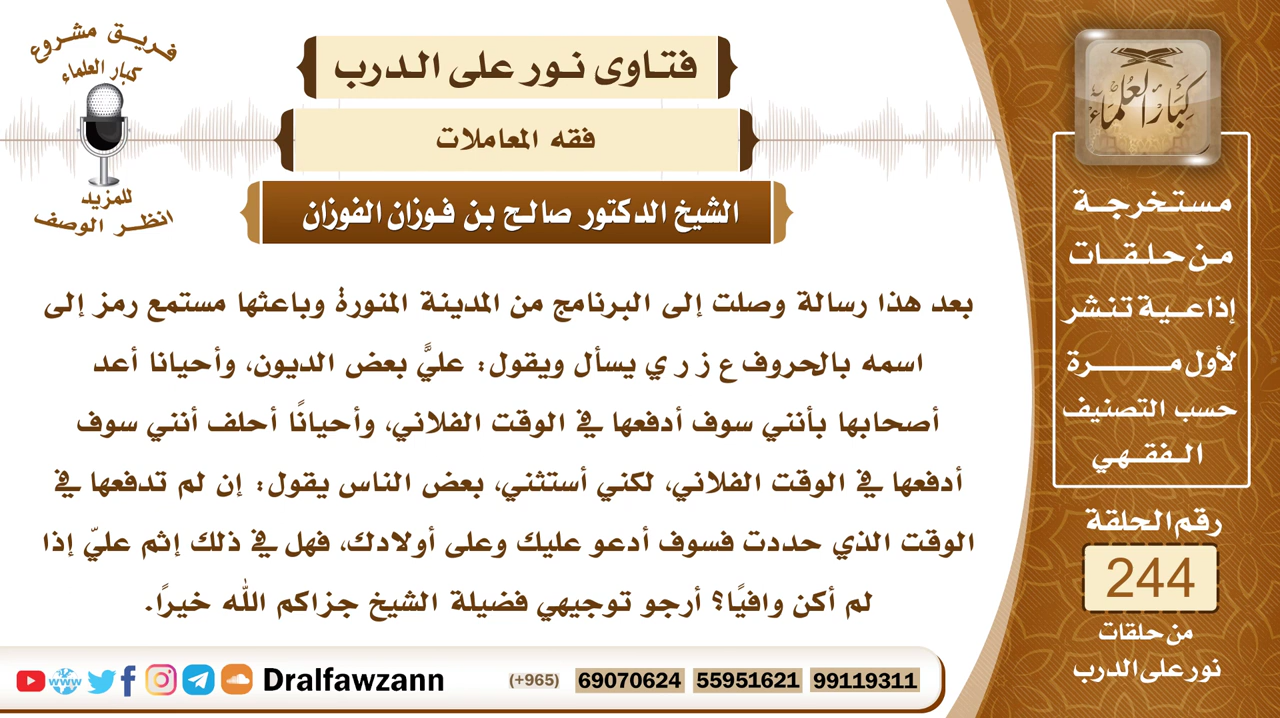 فريق مشروع
كبار العلماء
للمزيد
انظر الوصف
فتاوى نور على الدرب
فقه المعاملات
الشيخ الدكتور صالح بن فوزان الفوزان
بعد هذا رسالة وصلت إلى البرنامج من المدينة المنورة وباعثها مستمع رمز إلى
اسمه بالحروف ع ز ر ي يسأل ويقول: عليَّ بعض الديون، وأحيانا أعد
أصحابها بأنني سوف أدفعها في الوقت الفلاني، وأحيانًا أحلف أنني سوف
أدفعها في الوقت الفلاني، لكني أستثني، بعض الناس يقول: إن لم تدفعها في
الوقت الذي حددت فسوف أدعو عليك وعلى أولادك، فهل في ذلك إثم عليّ إذا
لم أكن وافيًا؟ أرجو توجيهي فضيلة الشيخ جزاكم الله خيرًا.
كبار العلماء
مستخرجة
من حلقات
إذاعية تنشر
لأول مرة
حسب التصنيف
الفقهي
رقم الحلقة
244
من حلقات
نور على الدرب
www Dralfawzann (+965) 69070624 55951621 99119311